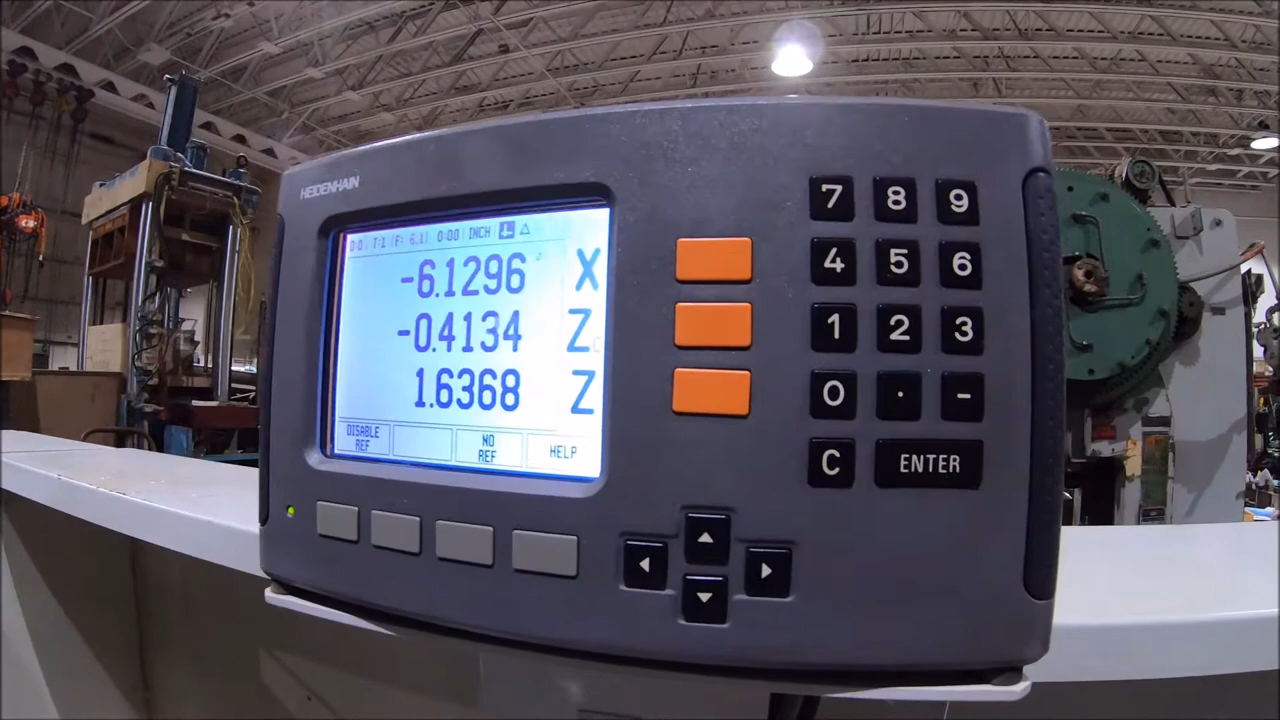 HEIDENHAIN
D:0 T:1 F: 6.1 0:00 INCH
-6.1296 X
-0.4134 Z
1.6368 Z
DISABLE REF NO REF HELP
7 8 9
4 5 6
1 2 3
0 . -
C ENTER